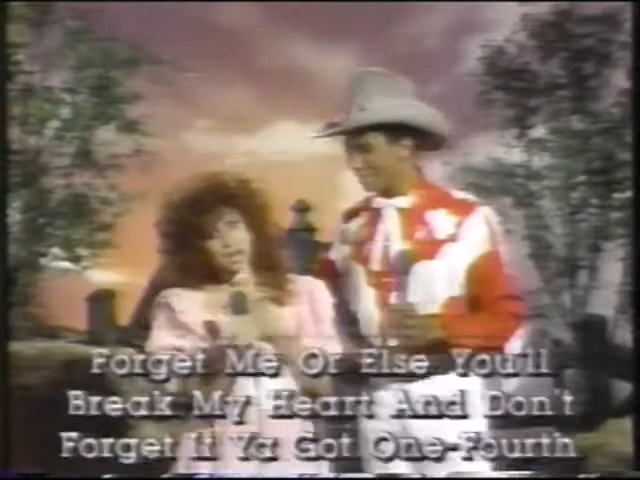 Forget Me Or Else You'll
Break My Heart And Don't
Forget If Ya Got One-Fourth